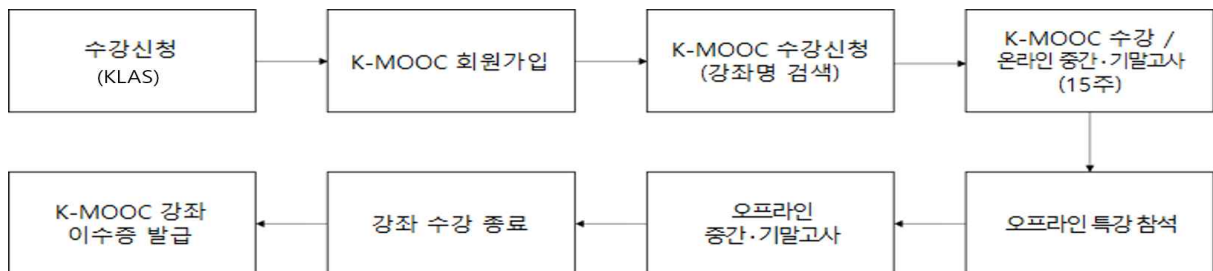 수강신청
(KLAS)
K-MOOC 회원가입
K-MOOC 수강신청
(강좌명 검색)
K-MOOC 수강 /
온라인 중간·기말고사
(15주)
K-MOOC 강좌
이수증 발급
강좌 수강 종료
오프라인
중간·기말고사
오프라인 특강 참석